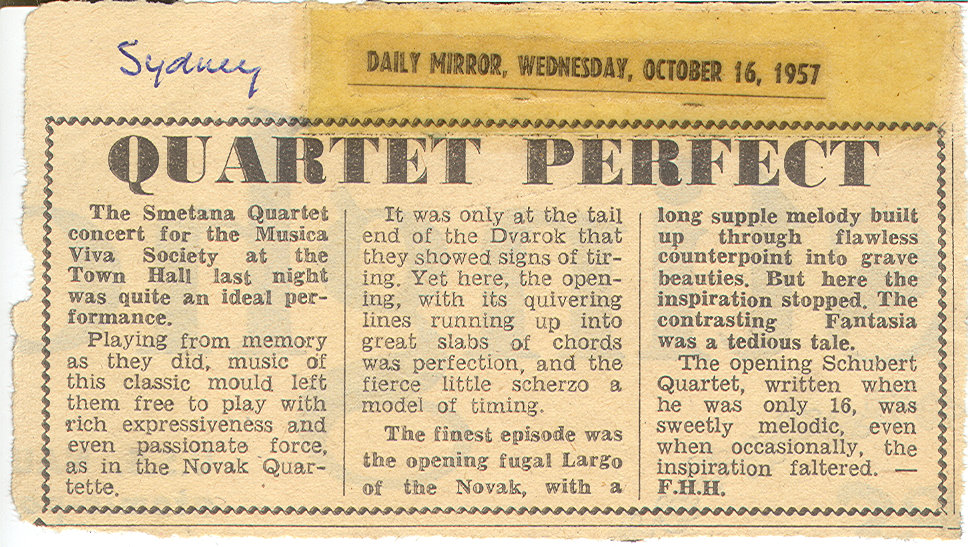 Sydney
DAILY MIRROR, WEDNESDAY, OCTOBER 16, 1957
QUARTET PERFECT
The Smetana Quartet
concert for the Musica
Viva Society at the
Town Hall last night
was quite an ideal per-
formance.
Playing from memory
as they did, music of
this classic mould left
them free to play with
rich expressiveness and
even passionate force,
as in the Novak Quar-
tette.
It was only at the tail
end of the Dvarok that
they showed signs of tir-
ing. Yet here, the open-
ing, with its quivering
lines running up into
great slabs of chords
was perfection, and the
fierce little scherzo a
model of timing.
The finest episode was
the opening fugal Largo
of the Novak, with a
long supple melody built
up through flawless
counterpoint into grave
beauties. But here the
inspiration stopped. The
contrasting Fantasia
was a tedious tale.
The opening Schubert
Quartet, written when
he was only 16, was
sweetly melodic, even
when occasionally, the
inspiration faltered. —
F.H.H.